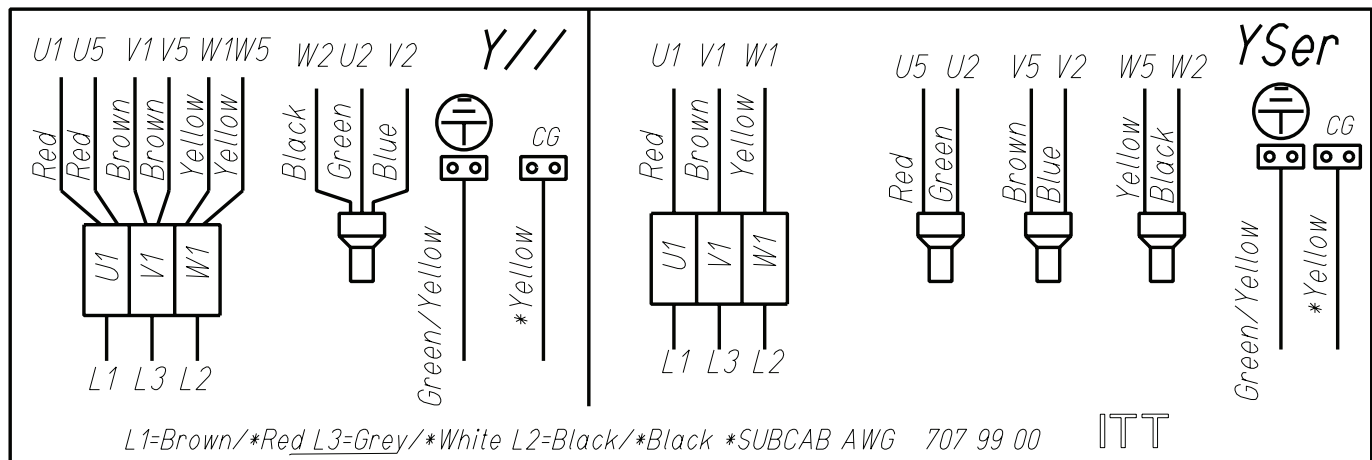 U1 U5 V1 V5 W1 W5
Red
Red
Brown
Brown
Yellow
Yellow
U1
V1
W1
L1 L3 L2
W2 U2 V2
Black
Green
Blue
Y//
CG
Green/Yellow
*Yellow
U1 V1 W1
Red
Brown
Yellow
U1
V1
W1
L1 L3 L2
U5 U2
Red
Green
V5 V2
Brown
Blue
W5 W2
Yellow
Black
YSer
CG
Green/Yellow
*Yellow
L1=Brown/*Red L3=Grey/*White L2=Black/*Black *SUBCAB AWG 707 99 00
ITT